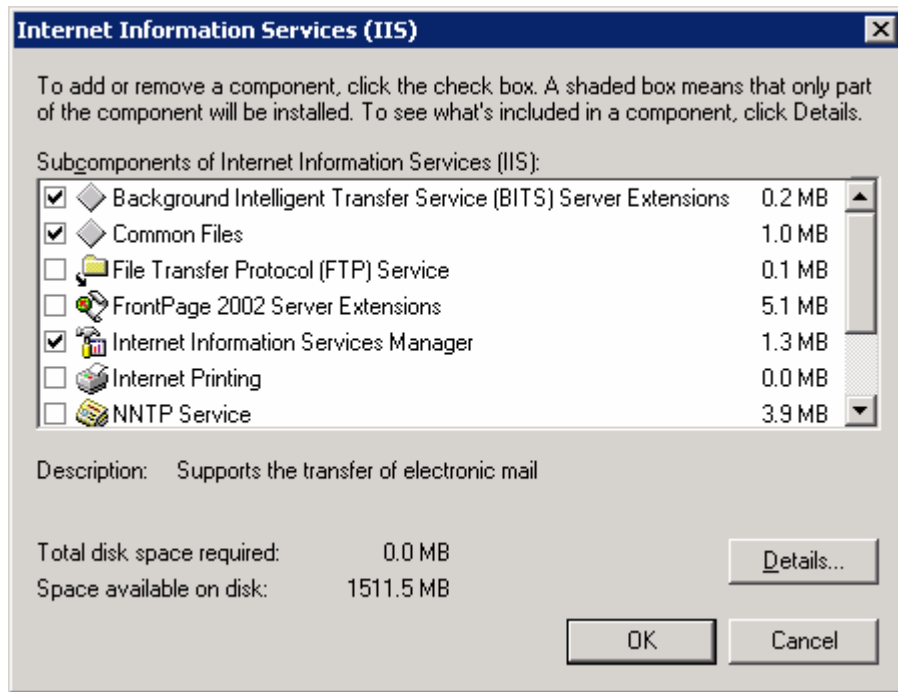 Internet Information Services (IIS)
To add or remove a component, click the check box. A shaded box means that only part
of the component will be installed. To see what's included in a component, click Details.
Subcomponents of Internet Information Services (IIS):
Background Intelligent Transfer Service (BITS) Server Extensions 0.2 MB
Common Files 1.0 MB
File Transfer Protocol (FTP) Service 0.1 MB
FrontPage 2002 Server Extensions 5.1 MB
Internet Information Services Manager 1.3 MB
Internet Printing 0.0 MB
NNTP Service 3.9 MB
Description: Supports the transfer of electronic mail
Total disk space required: 0.0 MB
Space available on disk: 1511.5 MB
Details...
OK Cancel